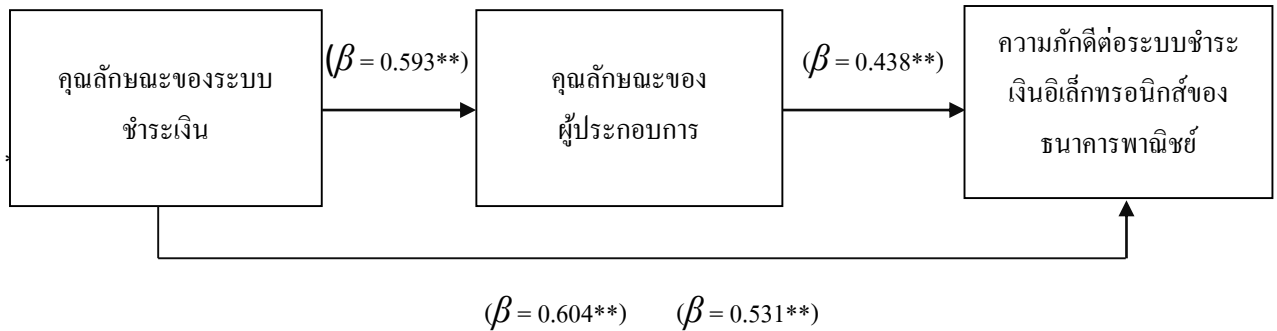 คุณลักษณะของระบบ
ชำระเงิน
(β = 0.593**)
คุณลักษณะของ
ผู้ประกอบการ
(β = 0.438**)
ความภักดีต่อระบบชำระ
เงินอิเล็กทรอนิกส์ของ
ธนาคารพาณิชย์
*
(β = 0.604**) (β = 0.531**)